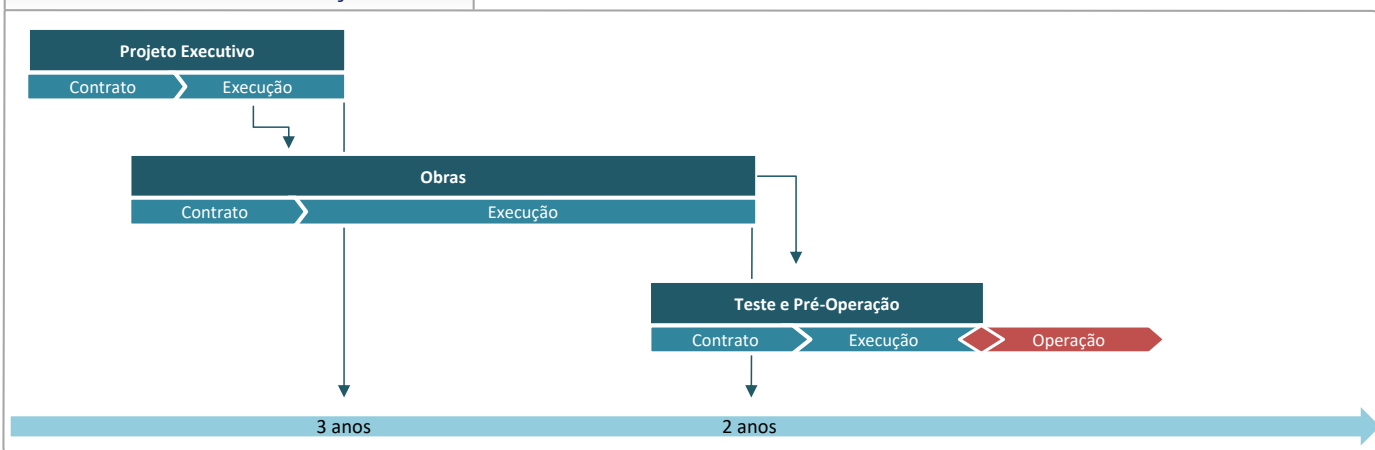 Projeto Executivo
Contrato Execução
Obras
Contrato Execução
Teste e Pré-Operação
Contrato Execução Operação
3 anos 2 anos